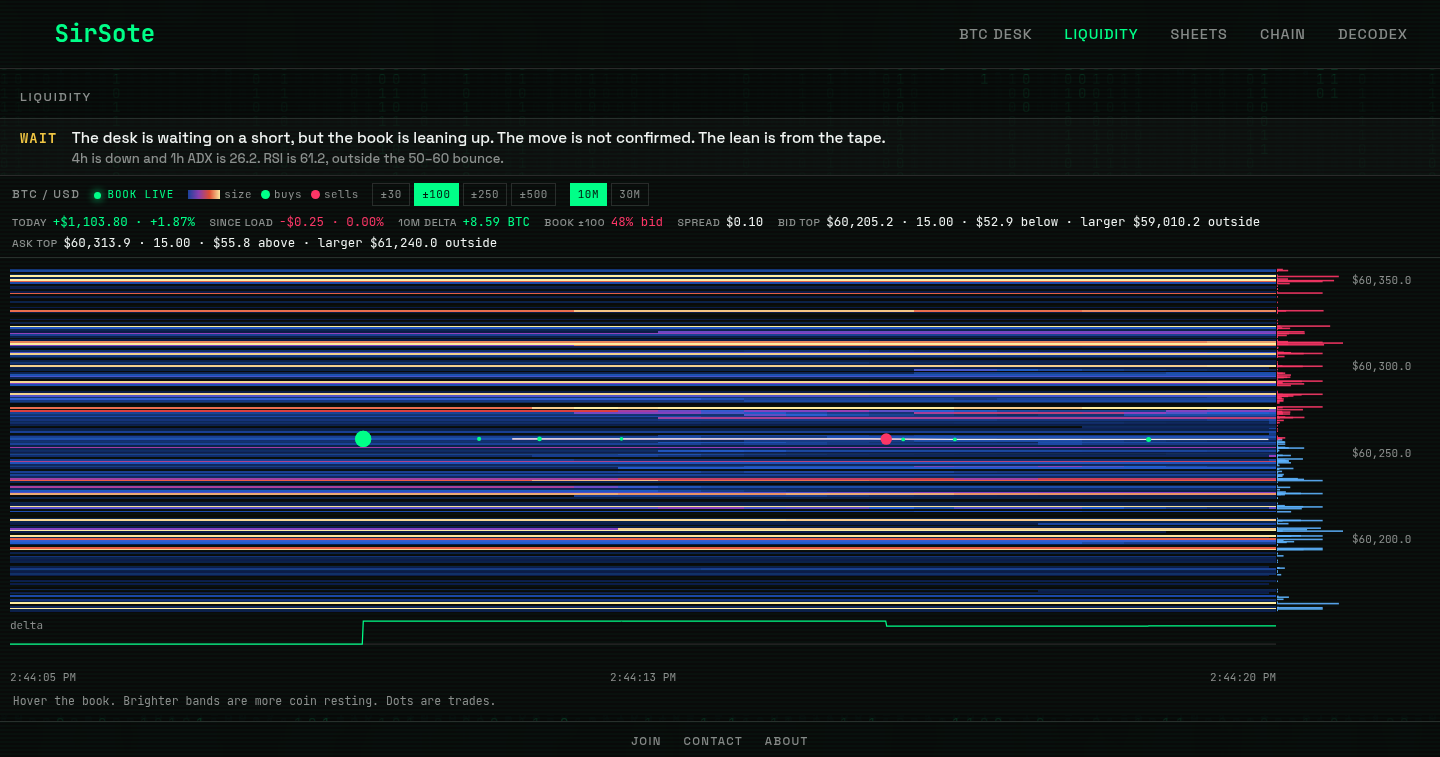 SirSote
BTC DESK LIQUIDITY SHEETS CHAIN DECODEX
LIQUIDITY
WAIT The desk is waiting on a short, but the book is leaning up. The move is not confirmed. The lean is from the tape.
4h is down and 1h ADX is 26.2. RSI is 61.2, outside the 50–60 bounce.
BTC / USD BOOK LIVE size buys sells ±30 ±100 ±250 ±500 10M 30M
TODAY +$1,103.80 · +1.87% SINCE LOAD -$0.25 · 0.00% 10M DELTA +8.59 BTC BOOK ±100 48% bid SPREAD $0.10 BID TOP $60,205.2 · 15.00 · $52.9 below · larger $59,010.2 outside
ASK TOP $60,313.9 · 15.00 · $55.8 above · larger $61,240.0 outside
$60,350.0
$60,300.0
$60,250.0
$60,200.0
delta
2:44:05 PM 2:44:13 PM 2:44:20 PM
Hover the book. Brighter bands are more coin resting. Dots are trades.
JOIN CONTACT ABOUT